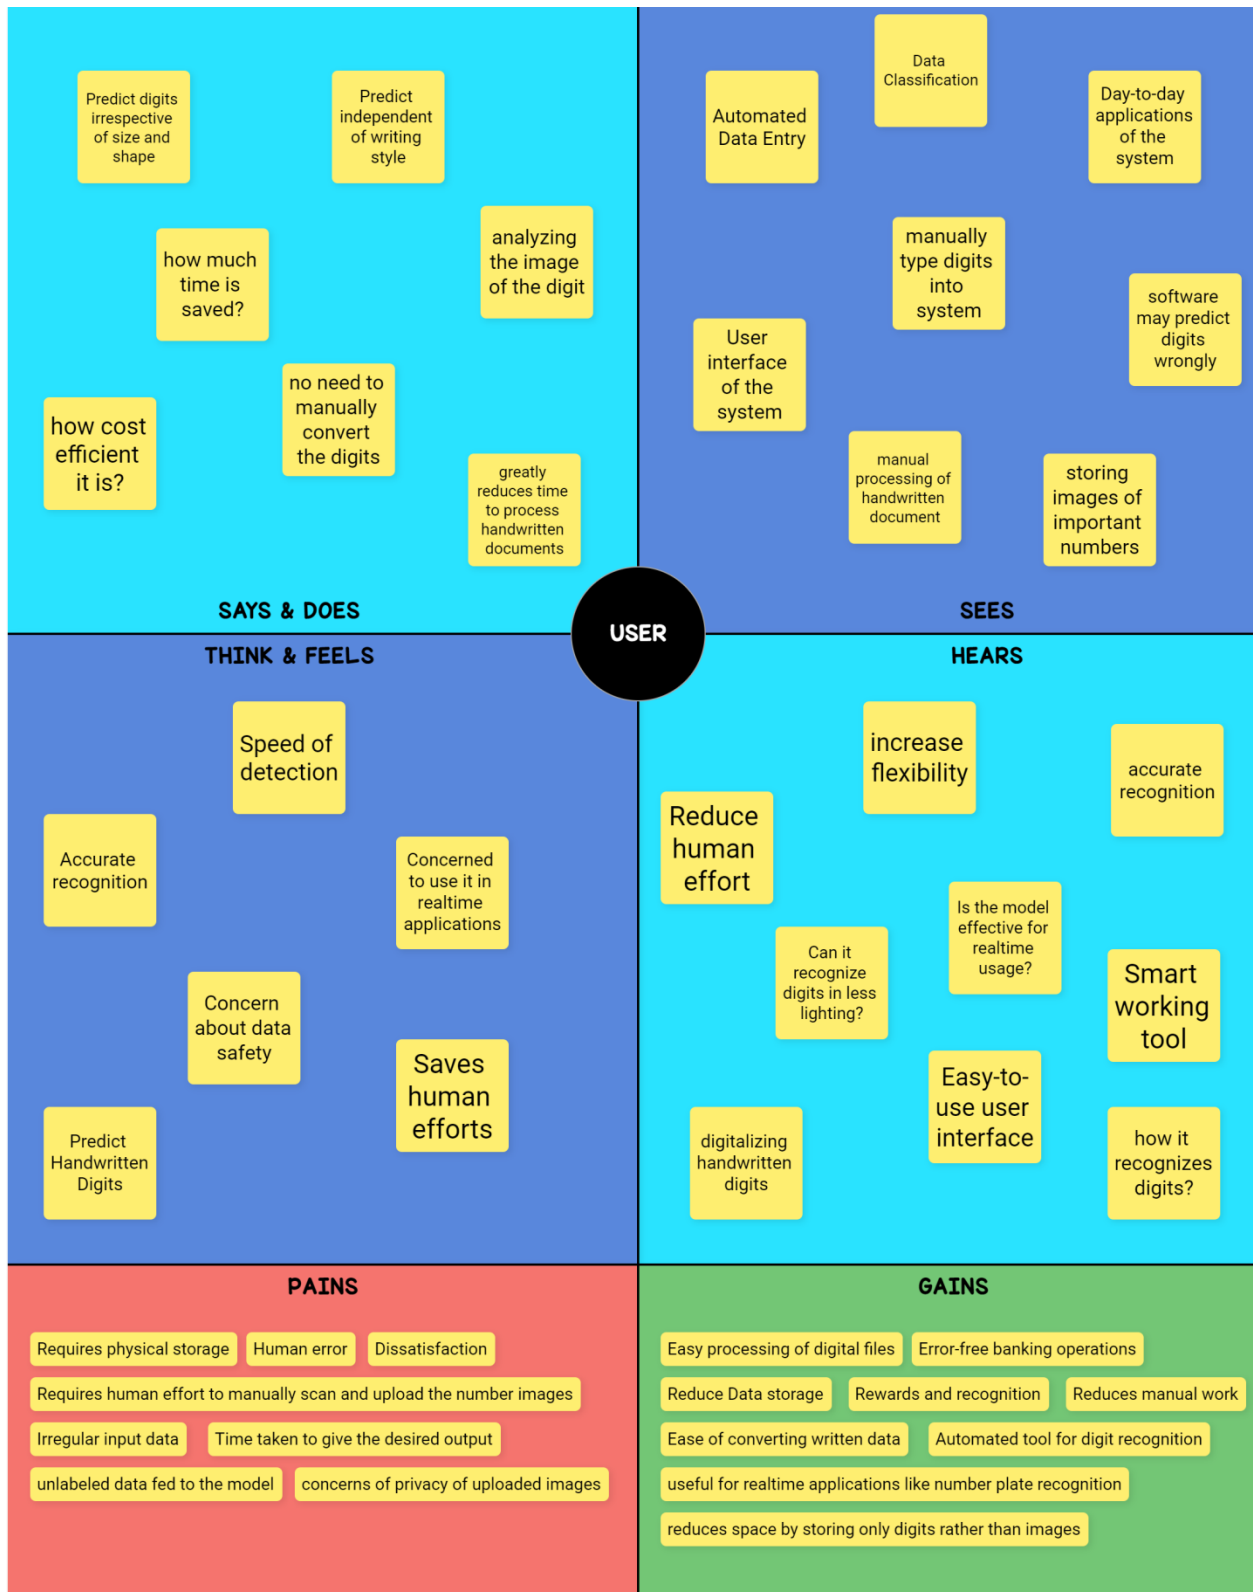 Predict digits
irrespective
of size and
shape
Predict
independent
of writing
style
analyzing
the image
of the digit
how much
time is
saved?
no need to
manually
convert
the digits
how cost
efficient
it is?
greatly
reduces time
to process
handwritten
documents
SAYS & DOES
Data
Classification
Automated
Data Entry
Day-to-day
applications
of the
system
manually
type digits
into
system
software
may predict
digits
wrongly
User
interface
of the
system
manual
processing of
handwritten
document
storing
images of
important
numbers
SEES
USER
THINK & FEELS
Speed of
detection
Accurate
recognition
Concerned
to use it in
realtime
applications
Concern
about data
safety
Saves
human
efforts
Predict
Handwritten
Digits
HEARS
increase
flexibility
accurate
recognition
Reduce
human
effort
Is the model
effective for
realtime
usage?
Can it
recognize
digits in less
lighting?
Smart
working
tool
Easy-to-
use user
interface
digitalizing
handwritten
digits
how it
recognizes
digits?
PAINS
Requires physical storage
Human error
Dissatisfaction
Requires human effort to manually scan and upload the number images
Irregular input data
Time taken to give the desired output
unlabeled data fed to the model
concerns of privacy of uploaded images
GAINS
Easy processing of digital files
Error-free banking operations
Reduce Data storage
Rewards and recognition
Reduces manual work
Ease of converting written data
Automated tool for digit recognition
useful for realtime applications like number plate recognition
reduces space by storing only digits rather than images